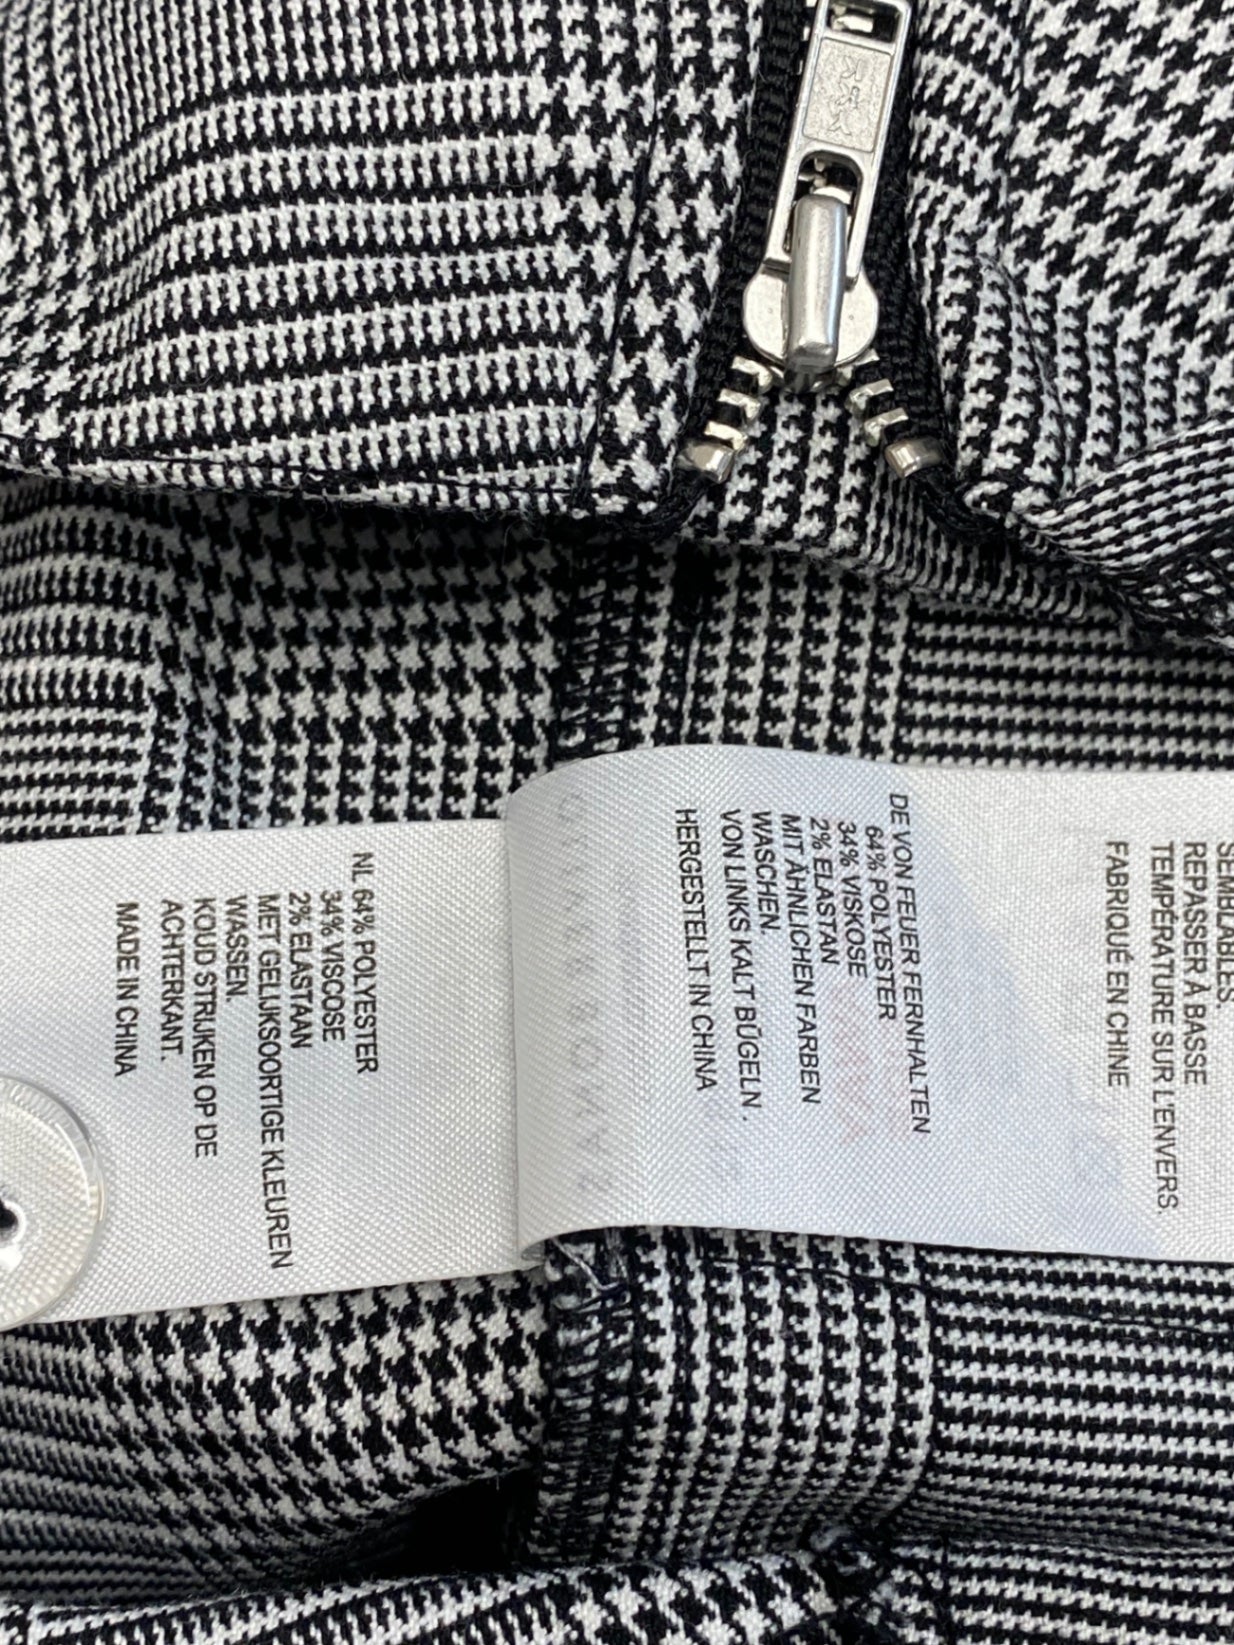 YKK
NL 64% POLYESTER
34% VISCOSE
2% ELASTAAN
MET GELIJKSOORTIGE KLEUREN
WASSEN.
KOUD STRIJKEN OP DE
ACHTERKANT.
MADE IN CHINA
DE VON FEUER FERNHALTEN
64% POLYESTER
34% VISKOSE
2% ELASTAN
MIT ÄHNLICHEN FARBEN
WASCHEN.
VON LINKS KALT BÜGELN.
HERGESTELLT IN CHINA
SEMBLABLES.
REPASSER À BASSE
TEMPÉRATURE SUR L'ENVERS.
FABRIQUÉ EN CHINE